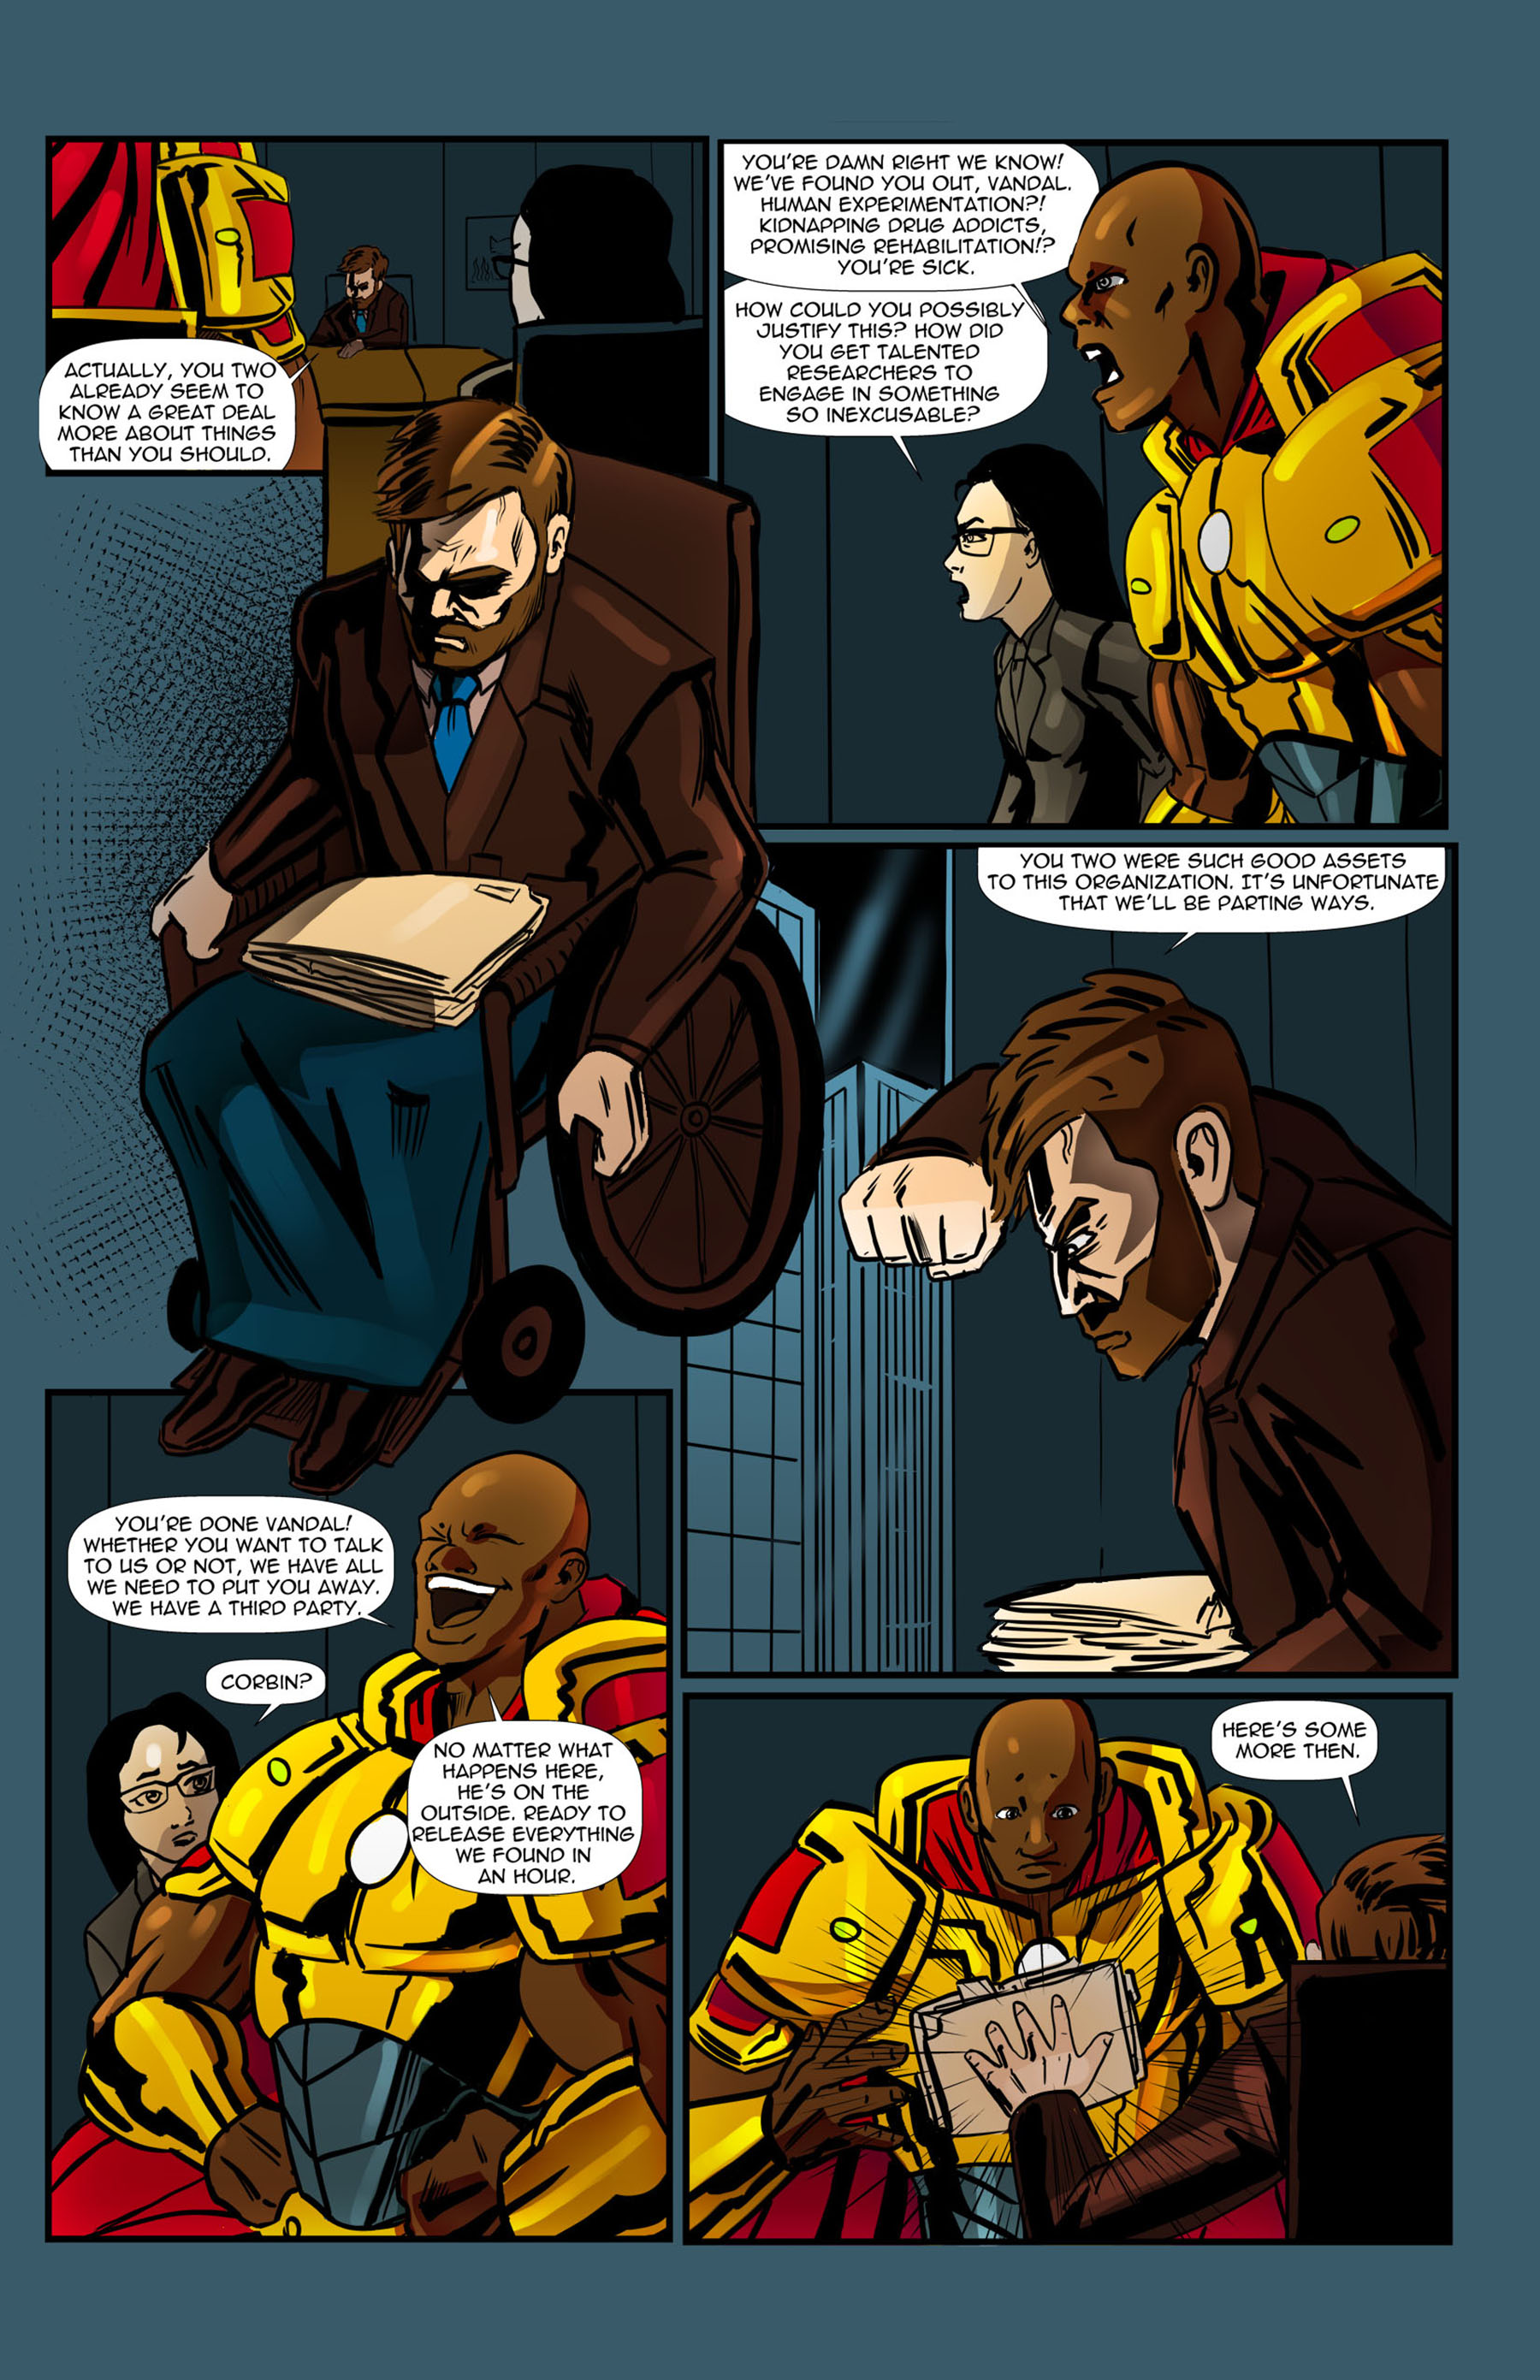 ACTUALLY, YOU TWO
ALREADY SEEM TO
KNOW A GREAT DEAL
MORE ABOUT THINGS
THAN YOU SHOULD.
YOU'RE DAMN RIGHT WE KNOW!
WE'VE FOUND YOU OUT, VANDAL.
HUMAN EXPERIMENTATION?!
KIDNAPPING DRUG ADDICTS,
PROMISING REHABILITATION!?
YOU'RE SICK.
HOW COULD YOU POSSIBLY
JUSTIFY THIS? HOW DID
YOU GET TALENTED
RESEARCHERS TO
ENGAGE IN SOMETHING
SO INEXCUSABLE?
YOU TWO WERE SUCH GOOD ASSETS
TO THIS ORGANIZATION. IT'S UNFORTUNATE
THAT WE'LL BE PARTING WAYS.
YOU'RE DONE VANDAL!
WHETHER YOU WANT TO TALK
TO US OR NOT, WE HAVE ALL
WE NEED TO PUT YOU AWAY.
WE HAVE A THIRD PARTY.
CORBIN?
NO MATTER WHAT
HAPPENS HERE,
HE'S ON THE
OUTSIDE. READY TO
RELEASE EVERYTHING
WE FOUND IN
AN HOUR.
HERE'S SOME
MORE THEN.